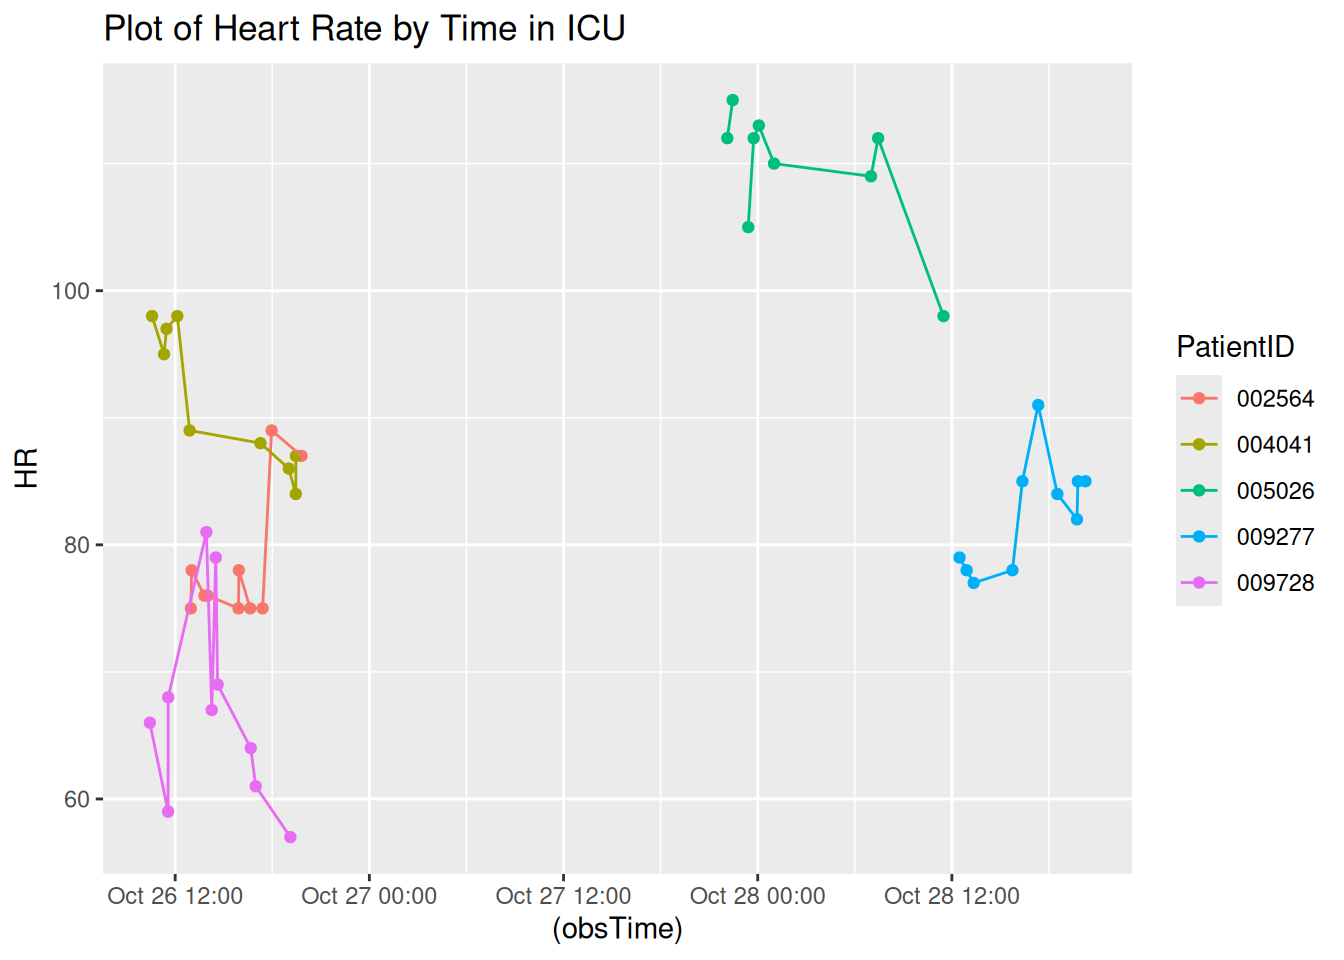 Plot of Heart Rate by Time in ICU
HR
100
80
60
Oct 26 12:00 Oct 27 00:00 Oct 27 12:00 Oct 28 00:00 Oct 28 12:00
(obsTime)
PatientID
002564
004041
005026
009277
009728